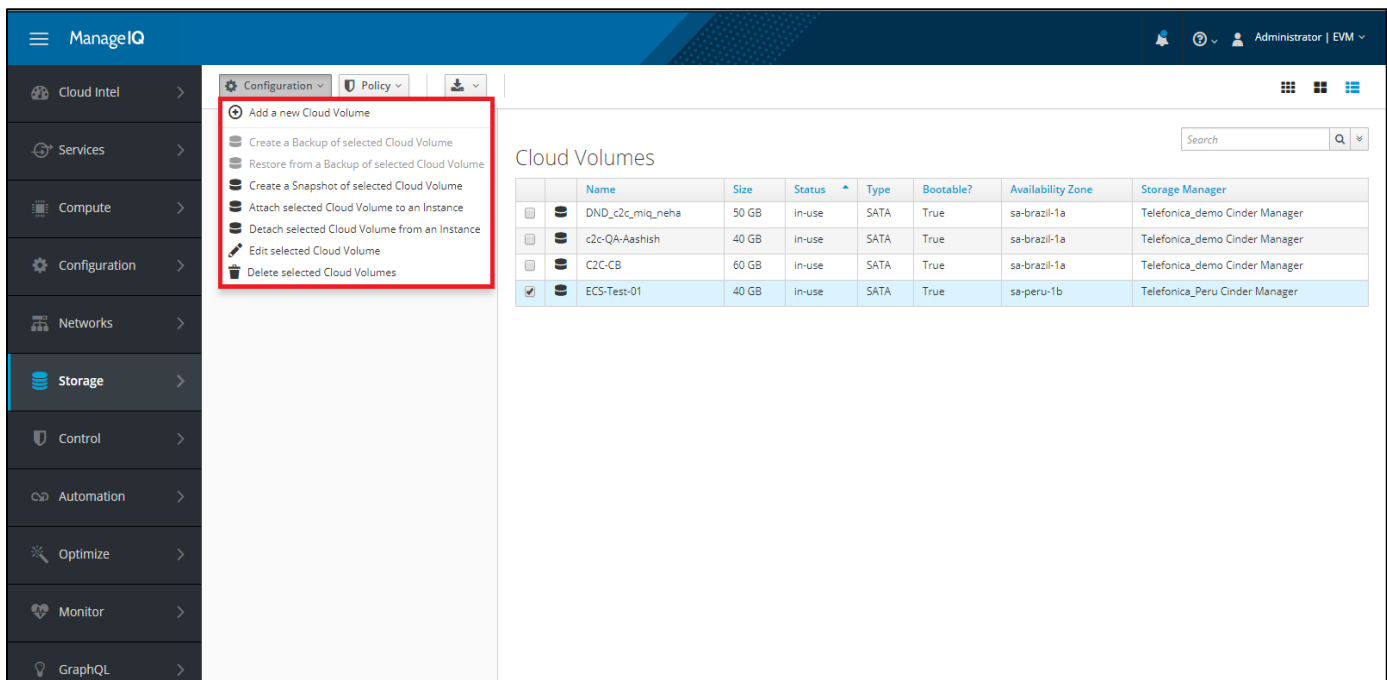 ManageIQ
Administrator | EVM
Cloud Intel
Services
Compute
Configuration
Networks
Storage
Control
Automation
Optimize
Monitor
GraphQL
Configuration
Policy
Add a new Cloud Volume
Create a Backup of selected Cloud Volume
Restore from a Backup of selected Cloud Volume
Create a Snapshot of selected Cloud Volume
Attach selected Cloud Volume to an Instance
Detach selected Cloud Volume from an Instance
Edit selected Cloud Volume
Delete selected Cloud Volumes
Search
Cloud Volumes
Name Size Status Type Bootable? Availability Zone Storage Manager
DND_c2c_miq_neha 50 GB in-use SATA True sa-brazil-1a Telefonica_demo Cinder Manager
c2c-QA-Aashish 40 GB in-use SATA True sa-brazil-1a Telefonica_demo Cinder Manager
C2C-CB 60 GB in-use SATA True sa-brazil-1a Telefonica_demo Cinder Manager
ECS-Test-01 40 GB in-use SATA True sa-peru-1b Telefonica_Peru Cinder Manager